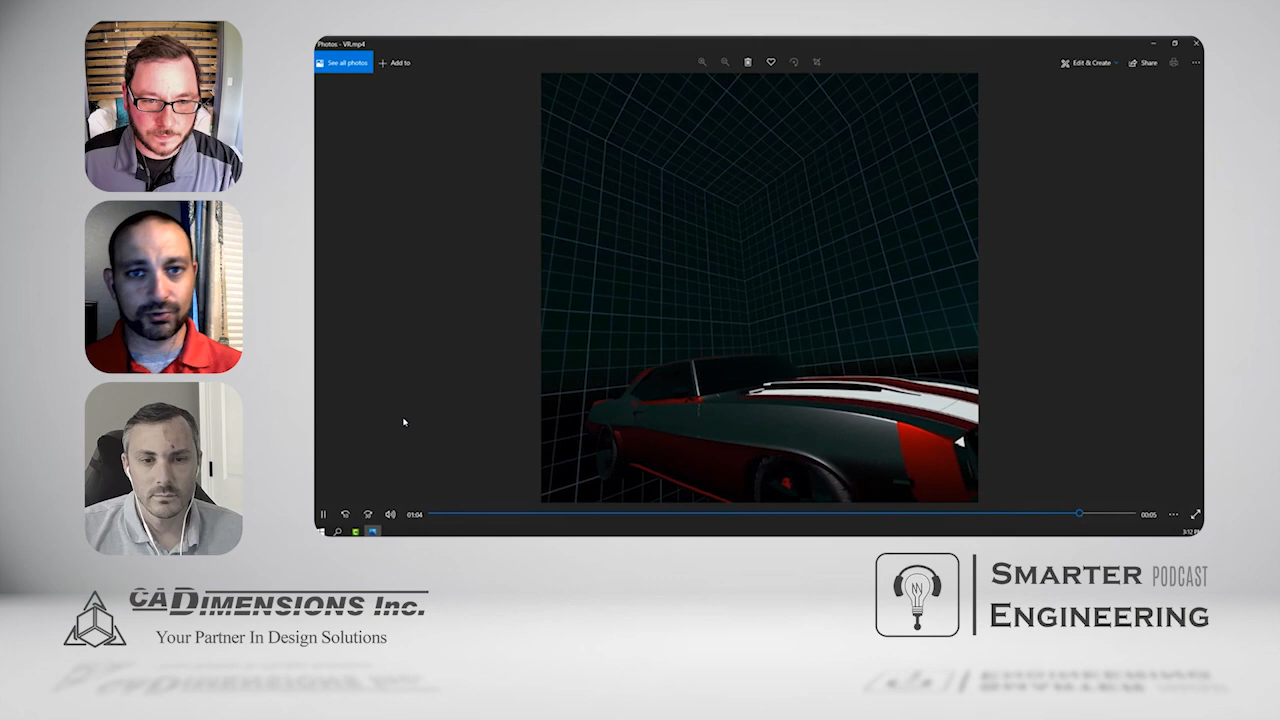 Photos - VR.mp4
See all photos
Add to
Edit & Create
Share
01:04
00:05
CADIMENSIONS Inc.
Your Partner In Design Solutions
SMARTER PODCAST
ENGINEERING